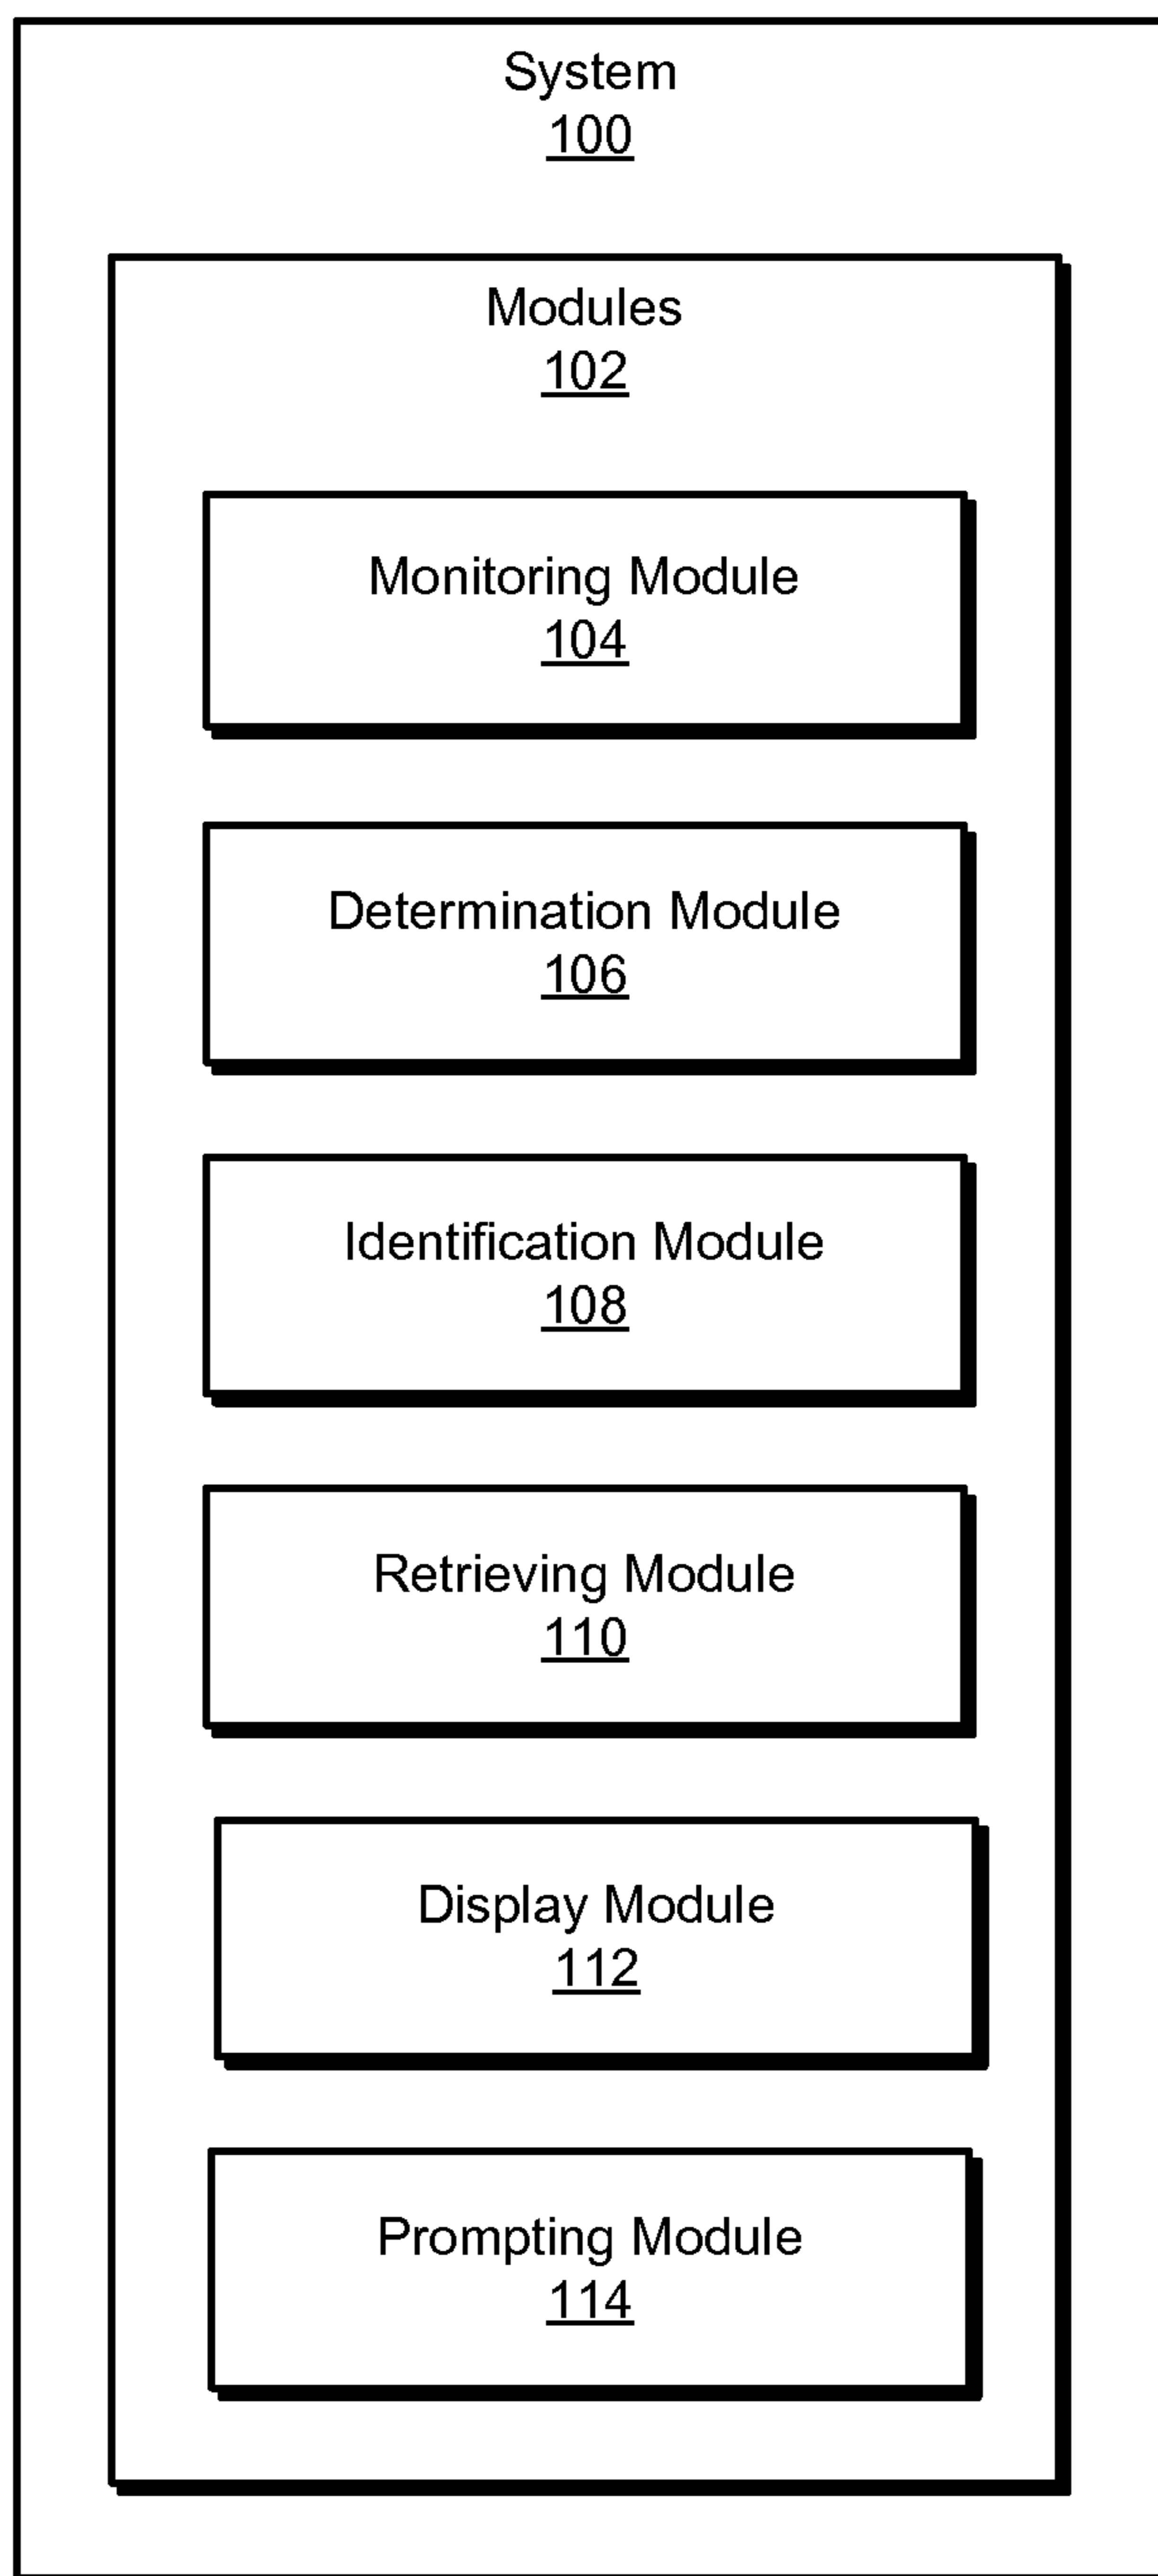 System
100
Modules
102
Monitoring Module
104
Determination Module
106
Identification Module
108
Retrieving Module
110
Display Module
112
Prompting Module
114